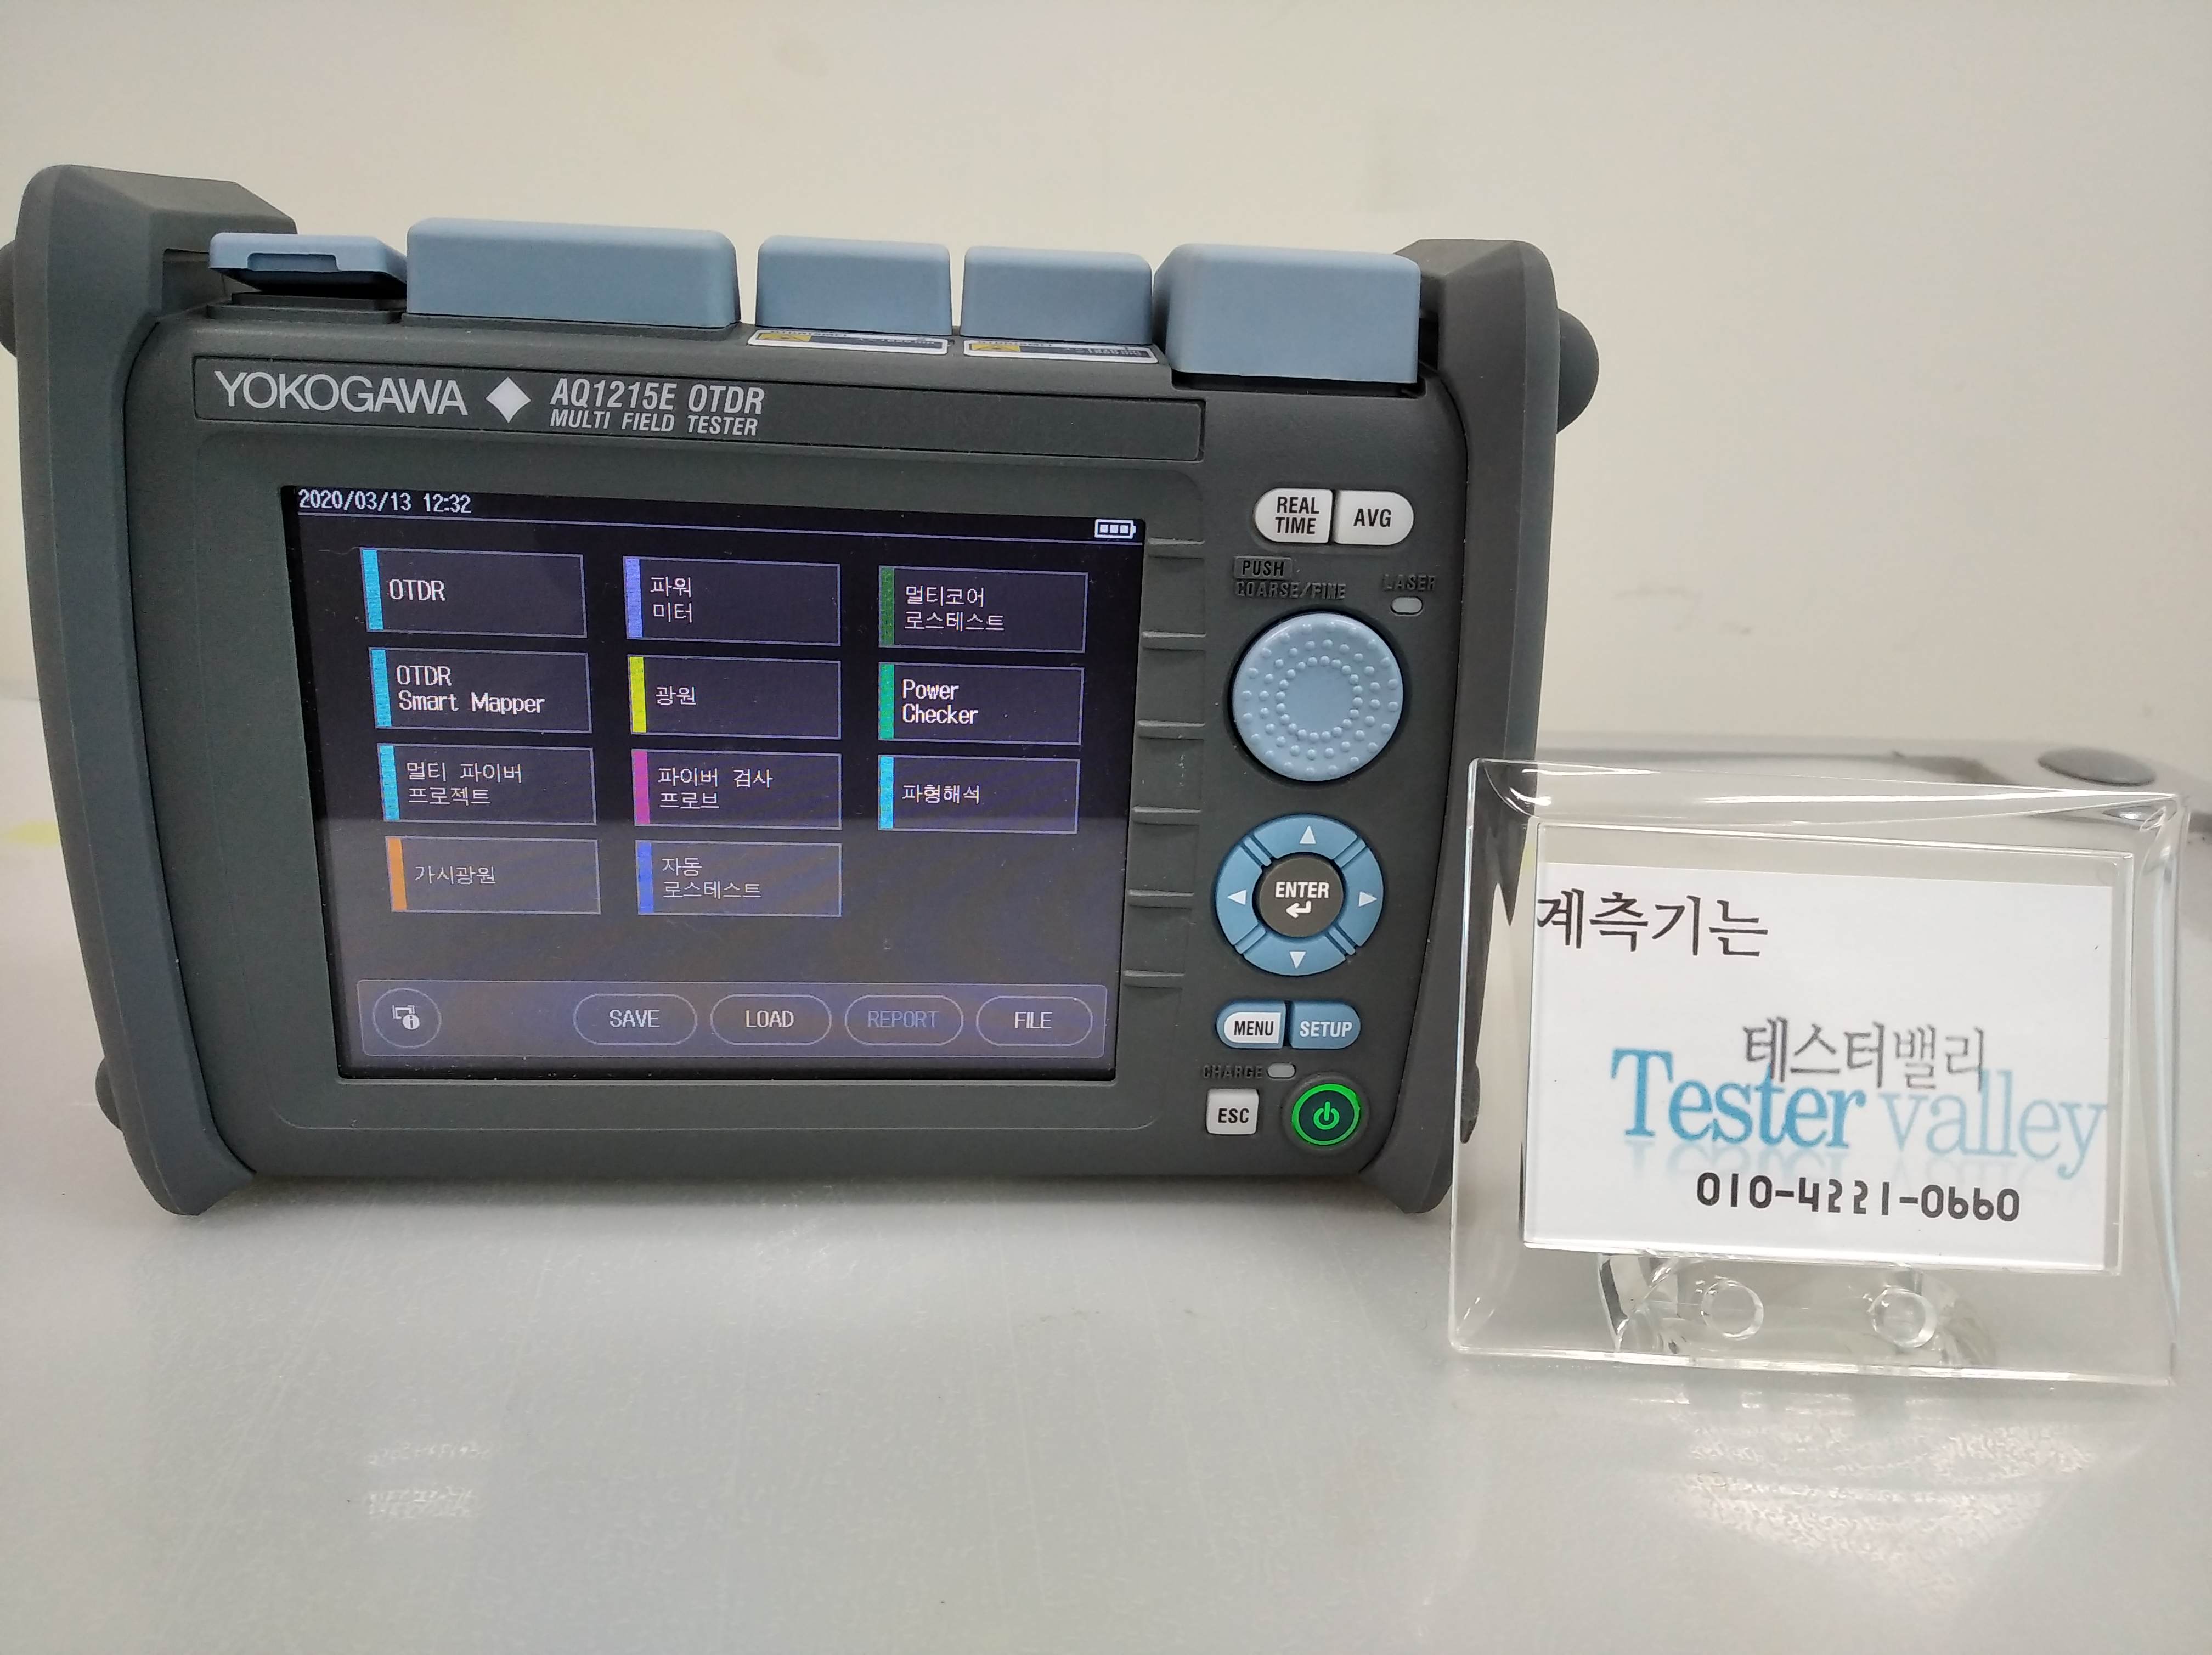 YOKOGAWA ◆ AQ1215E OTDR
MULTI FIELD TESTER
2020/03/13 12:32
OTDR
파워
미터
멀티코어
로스테스트
OTDR
Smart Mapper
광원
Power
Checker
멀티 파이버
프로젝트
파이버 검사
프로브
파형해석
가시광원
자동
로스테스트
SAVE
LOAD
REPORT
FILE
REAL
TIME
AVG
PUSH
COARSE/FINE
LASER
ENTER
MENU
SETUP
CHARGE
ESC
계측기는
테스터밸리
Tester valley
010-4221-0660